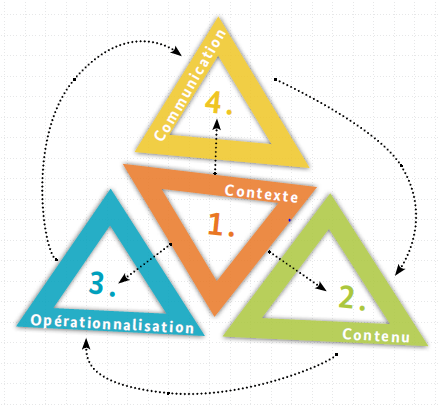 Communication
4.
Contexte
1.
3.
Opérationnalisation
2.
Contenu